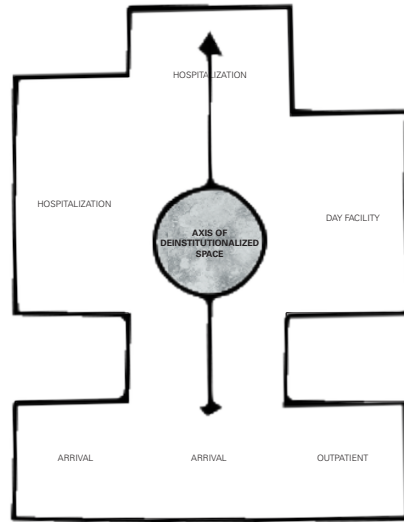 HOSPITALIZATION
HOSPITALIZATION
DAY FACILITY
AXIS OF
DEINSTITUTIONALIZED
SPACE
ARRIVAL
ARRIVAL
OUTPATIENT